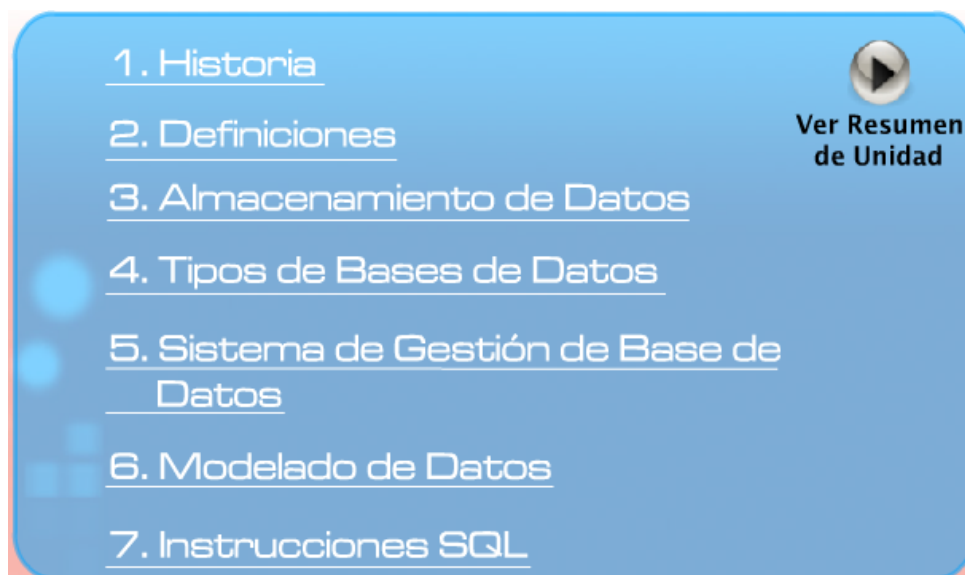 1. Historia
Ver Resumen
de Unidad
2. Definiciones
3. Almacenamiento de Datos
4. Tipos de Bases de Datos
5. Sistema de Gestión de Base de
Datos
6. Modelado de Datos
7. Instrucciones SQL